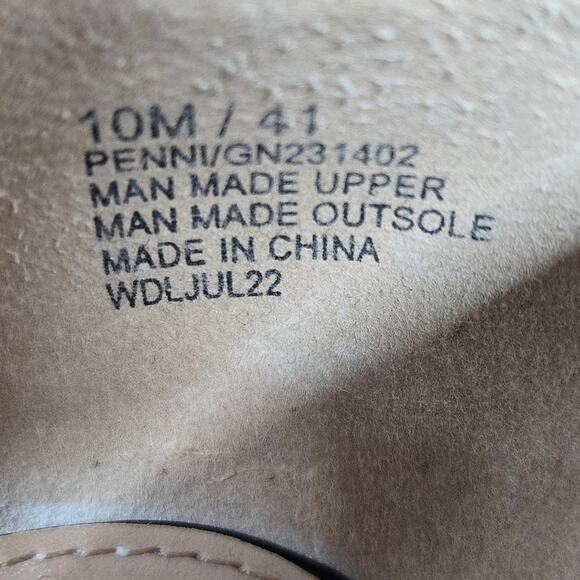 10M / 41
PENNI/GN231402
MAN MADE UPPER
MAN MADE OUTSOLE
MADE IN CHINA
WDLJUL22